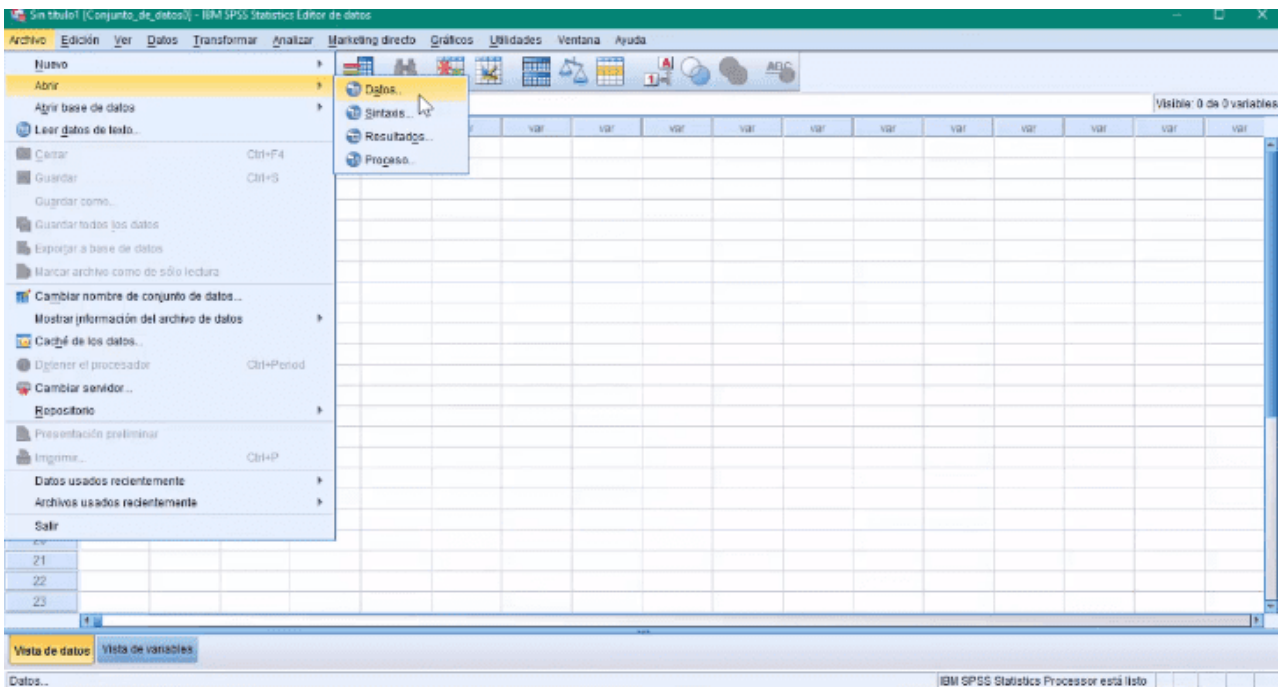 Sin título1 [Conjunto_de_datos0] - IBM SPSS Statistics Editor de datos
Archivo Edición Ver Datos Transformar Analizar Marketing directo Gráficos Utilidades Ventana Ayuda
Nuevo
Abrir
Datos...
Abrir base de datos
Sintaxis...
Visible: 0 de 0 variables
Leer datos de texto...
Resultados...
var var var var var var var var var var var
Cerrar Ctrl+F4
Proceso...
Guardar Ctrl+S
Guardar como...
Guardar todos los datos
Exportar a base de datos
Marcar archivo como de sólo lectura
Cambiar nombre de conjunto de datos...
Mostrar información del archivo de datos
Caché de los datos...
Detener el procesador Ctrl+Period
Cambiar servidor...
Repositorio
Presentación preliminar
Imprimir... Ctrl+P
Datos usados recientemente
Archivos usados recientemente
Salir
21
22
23
Vista de datos Vista de variables
Datos... IBM SPSS Statistics Processor está listo